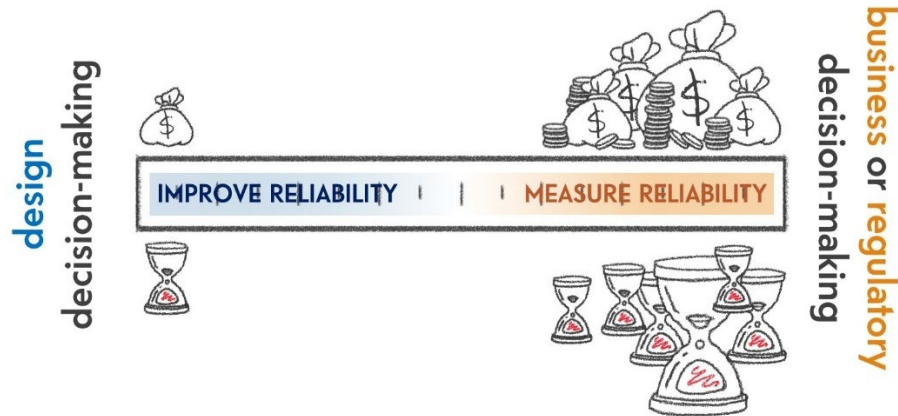 design
decision-making
IMPROVE RELIABILITY
MEASURE RELIABILITY
$
$
$
$
$
business or regulatory
decision-making